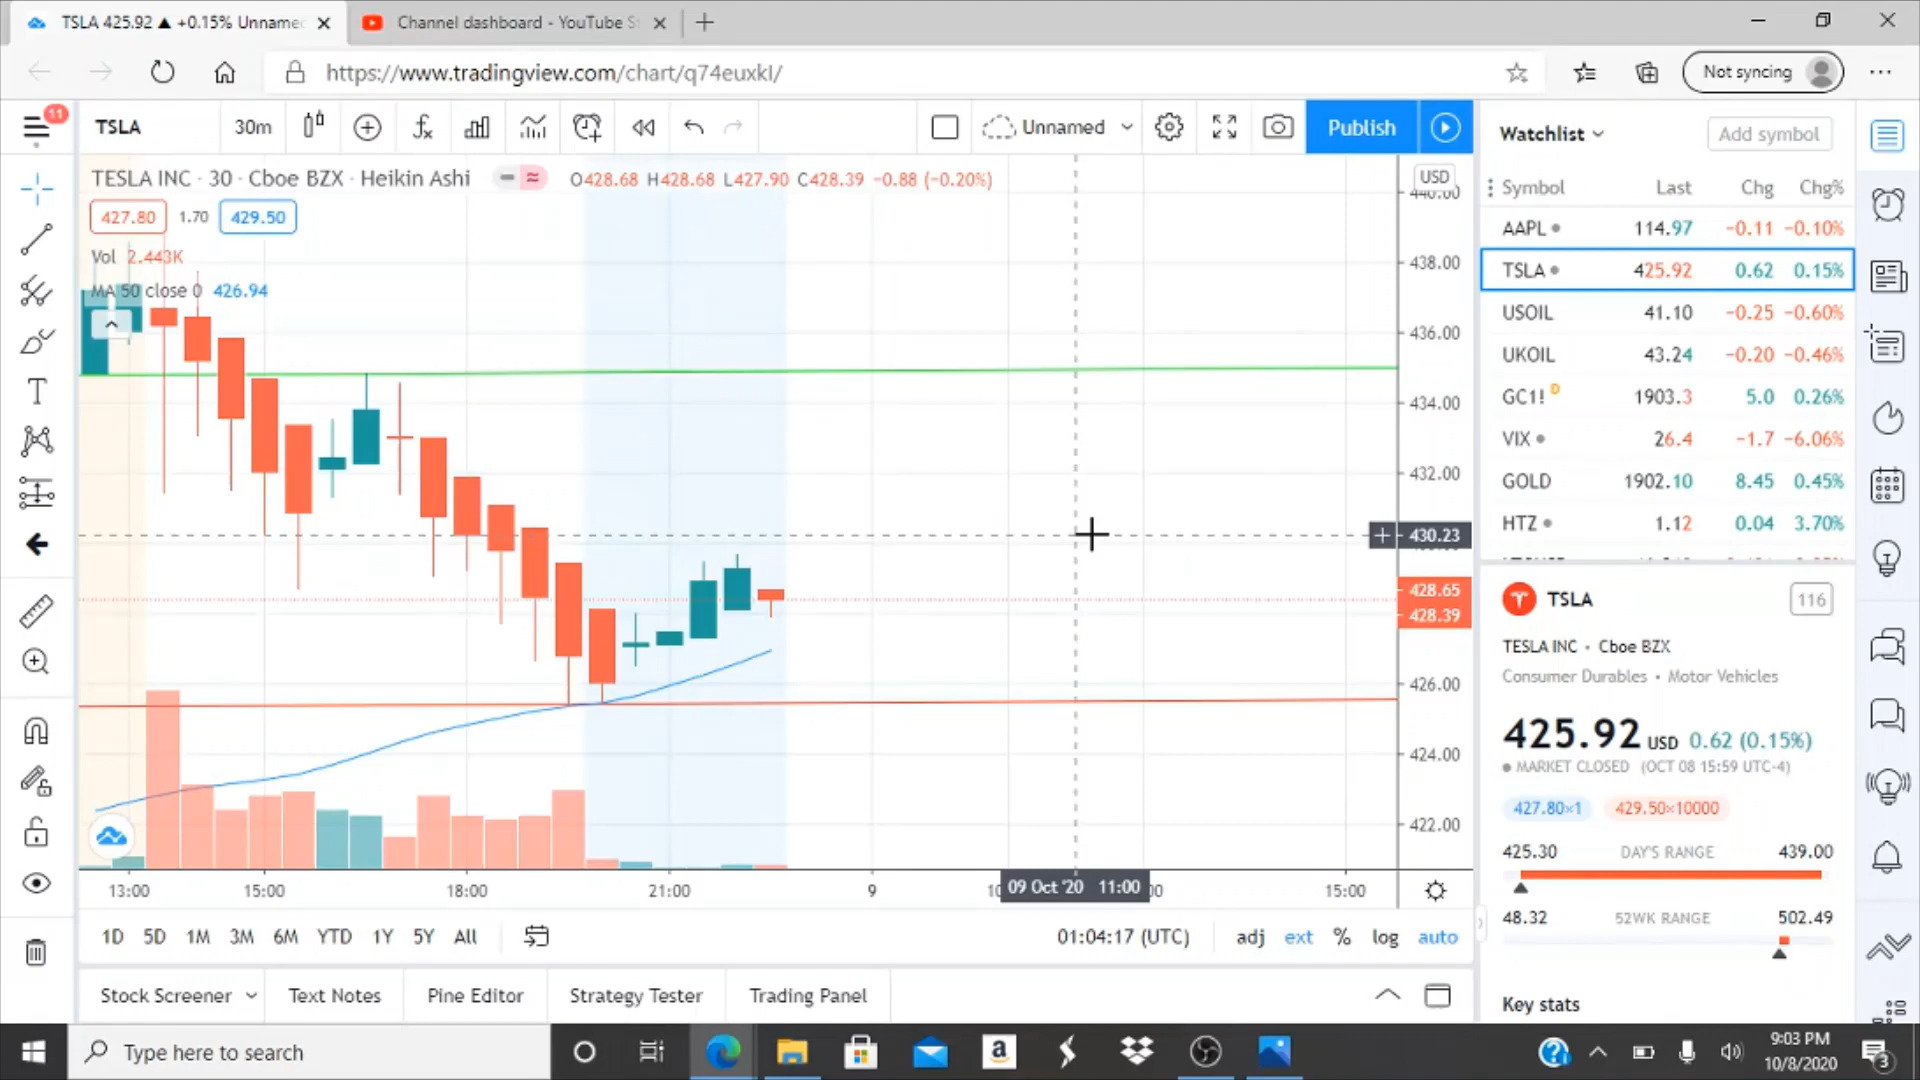 TSLA 425.92 ▲ +0.15% Unname
Channel dashboard - YouTube S
https://www.tradingview.com/chart/q74euxkI/
Not syncing
11
TSLA
30m
Unnamed
Publish
TESLA INC · 30 · Cboe BZX · Heikin Ashi
O428.68 H428.68 L427.90 C428.39 −0.88 (−0.20%)
427.80 1.70 429.50
Vol 2.443K
MA 50 close 0 426.94
USD
440.00
438.00
436.00
434.00
432.00
430.23
428.65
428.39
426.00
424.00
422.00
13:00 15:00 18:00 21:00 9 09 Oct '20 11:00 15:00
1D 5D 1M 3M 6M YTD 1Y 5Y All
01:04:17 (UTC) adj ext % log auto
Stock Screener Text Notes Pine Editor Strategy Tester Trading Panel
Watchlist Add symbol
Symbol Last Chg Chg%
AAPL 114.97 −0.11 −0.10%
TSLA 425.92 0.62 0.15%
USOIL 41.10 −0.25 −0.60%
UKOIL 43.24 −0.20 −0.46%
GC1! D 1903.3 5.0 0.26%
VIX 26.4 −1.7 −6.06%
GOLD 1902.10 8.45 0.45%
HTZ 1.12 0.04 3.70%
TSLA 116
TESLA INC • Cboe BZX
Consumer Durables • Motor Vehicles
425.92 USD 0.62 (0.15%)
MARKET CLOSED (OCT 08 15:59 UTC-4)
427.80×1 429.50×10000
425.30 DAY'S RANGE 439.00
48.32 52WK RANGE 502.49
Key stats
Type here to search
9:03 PM
10/8/2020
3